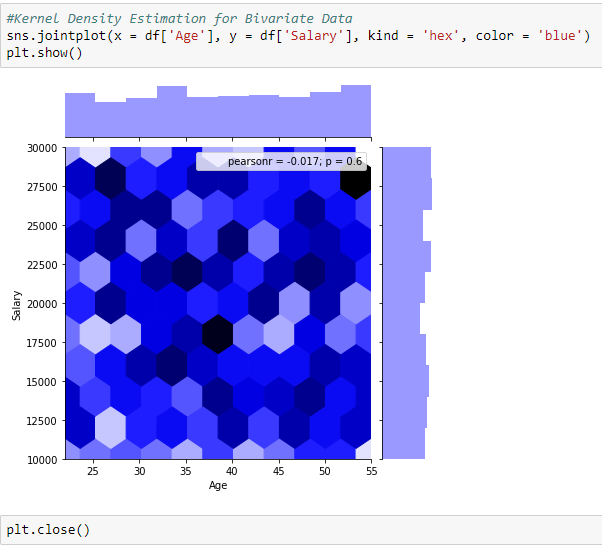 #Kernel Density Estimation for Bivariate Data
sns.jointplot(x = df['Age'], y = df['Salary'], kind = 'hex', color = 'blue')
plt.show()
pearsonr = -0.017; p = 0.6
30000
27500
25000
22500
20000
17500
15000
12500
10000
Salary
25 30 35 40 45 50 55
Age
plt.close()